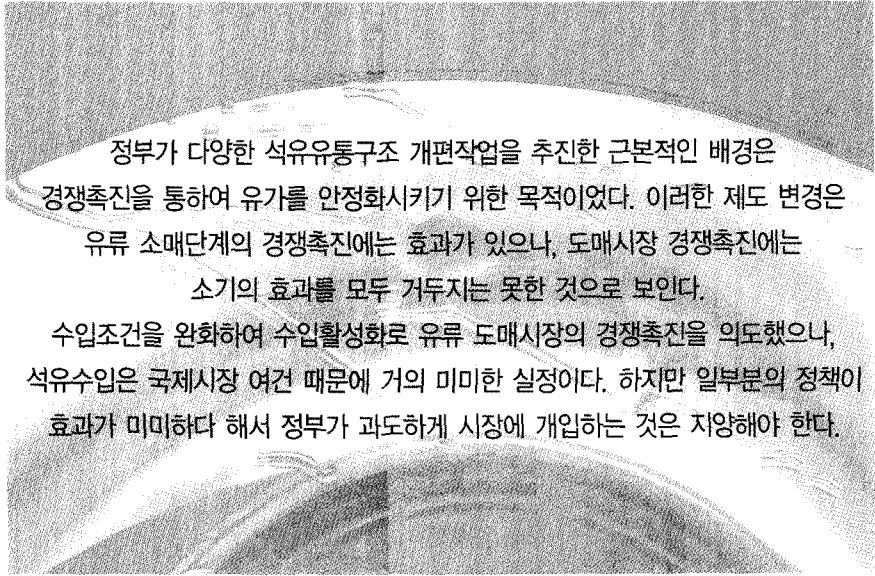 정부가 다양한 석유유통구조 개편작업을 추진한 근본적인 배경은
경쟁촉진을 통하여 유가를 안정화시키기 위한 목적이었다. 이러한 제도 변경은
유류 소매단계의 경쟁촉진에는 효과가 있으나, 도매시장 경쟁촉진에는
소기의 효과를 모두 거두지는 못한 것으로 보인다.
수입조건을 완화하여 수입활성화로 유류 도매시장의 경쟁촉진을 의도했으나,
석유수입은 국제시장 여건 때문에 거의 미미한 실정이다. 하지만 일부분의 정책이
효과가 미미하다 해서 정부가 과도하게 시장에 개입하는 것은 지양해야 한다.